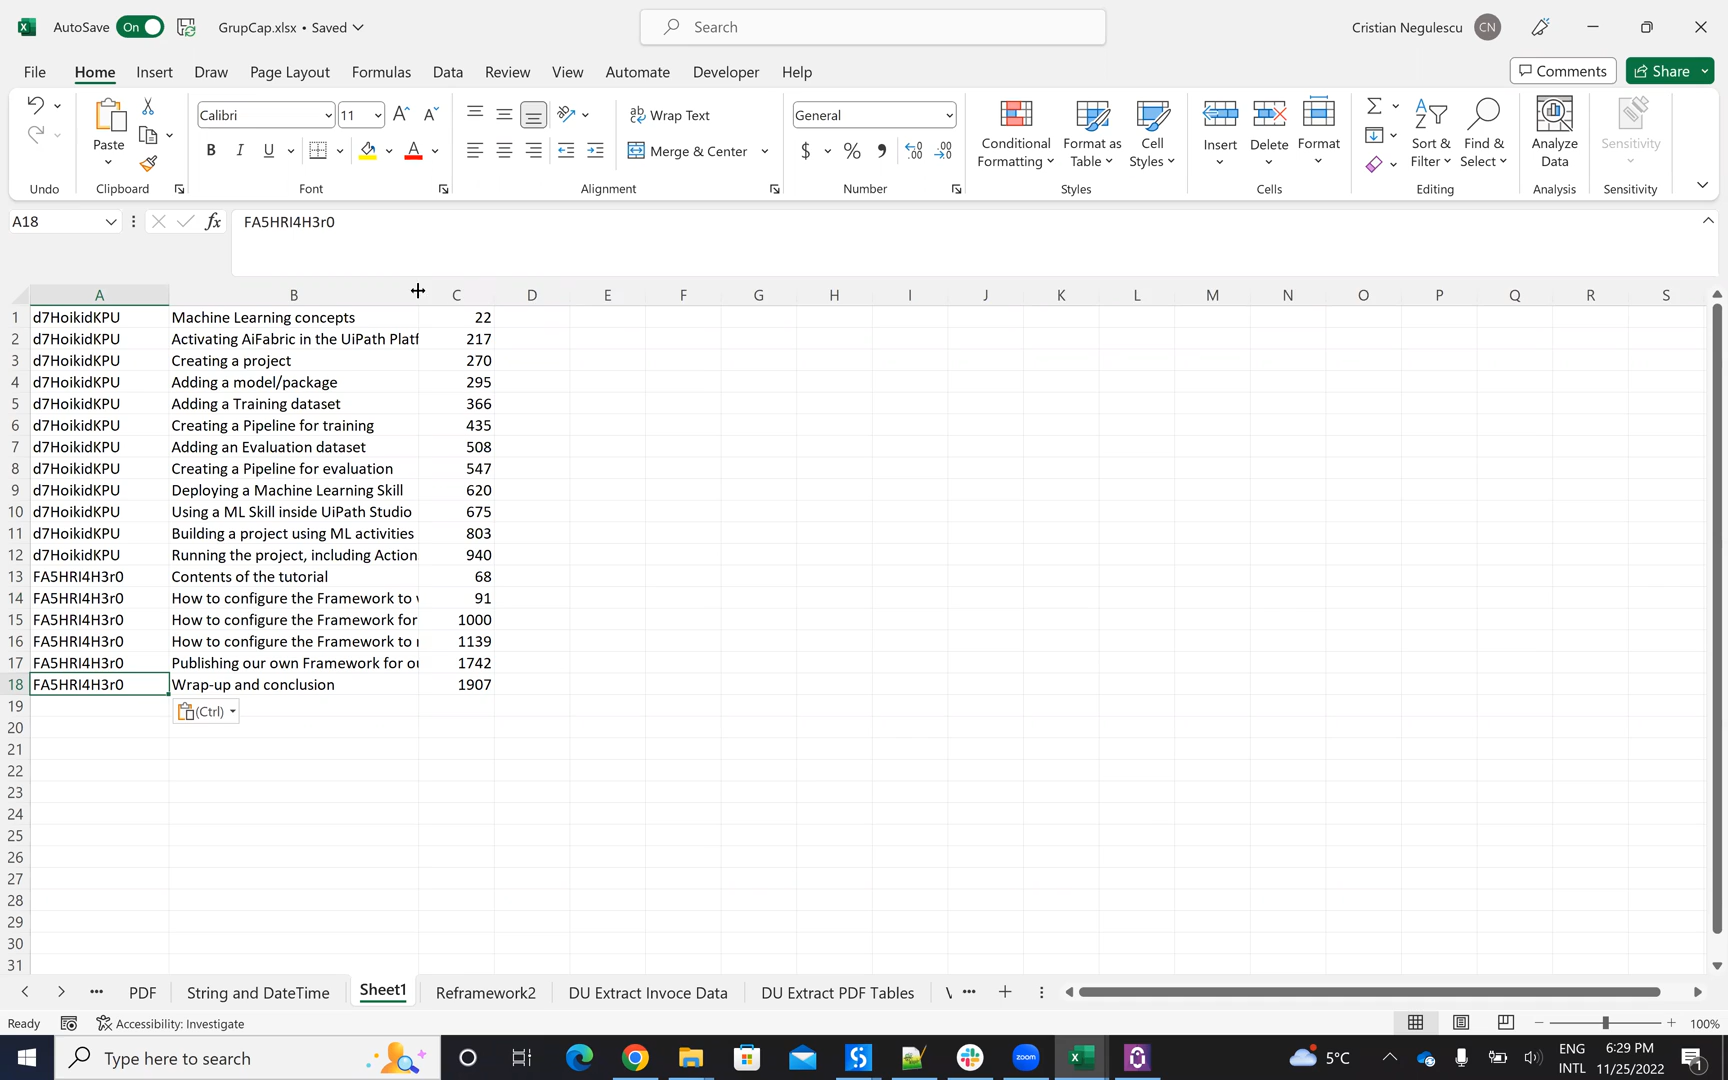 AutoSave On GrupCap.xlsx • Saved Search Cristian Negulescu CN
File Home Insert Draw Page Layout Formulas Data Review View Automate Developer Help Comments Share
Calibri 11 Wrap Text General
Paste B I U Merge & Center $ % Conditional Formatting Format as Table Cell Styles Insert Delete Format Sort & Filter Find & Select Analyze Data Sensitivity
Undo Clipboard Font Alignment Number Styles Cells Editing Analysis Sensitivity
A18 fx FA5HRI4H3r0
A B C D E F G H I J K L M N O P Q R S
1 d7HoikidKPU Machine Learning concepts 22
2 d7HoikidKPU Activating AiFabric in the UiPath Platf 217
3 d7HoikidKPU Creating a project 270
4 d7HoikidKPU Adding a model/package 295
5 d7HoikidKPU Adding a Training dataset 366
6 d7HoikidKPU Creating a Pipeline for training 435
7 d7HoikidKPU Adding an Evaluation dataset 508
8 d7HoikidKPU Creating a Pipeline for evaluation 547
9 d7HoikidKPU Deploying a Machine Learning Skill 620
10 d7HoikidKPU Using a ML Skill inside UiPath Studio 675
11 d7HoikidKPU Building a project using ML activities 803
12 d7HoikidKPU Running the project, including Action 940
13 FA5HRI4H3r0 Contents of the tutorial 68
14 FA5HRI4H3r0 How to configure the Framework to 91
15 FA5HRI4H3r0 How to configure the Framework for 1000
16 FA5HRI4H3r0 How to configure the Framework to 1139
17 FA5HRI4H3r0 Publishing our own Framework for 1742
18 FA5HRI4H3r0 Wrap-up and conclusion 1907
19 (Ctrl)
20
21
22
23
24
25
26
27
28
29
30
31
PDF String and DateTime Sheet1 Reframework2 DU Extract Invoce Data DU Extract PDF Tables
Ready Accessibility: Investigate 100%
Type here to search zoom 5°C ENG INTL 6:29 PM 11/25/2022 1